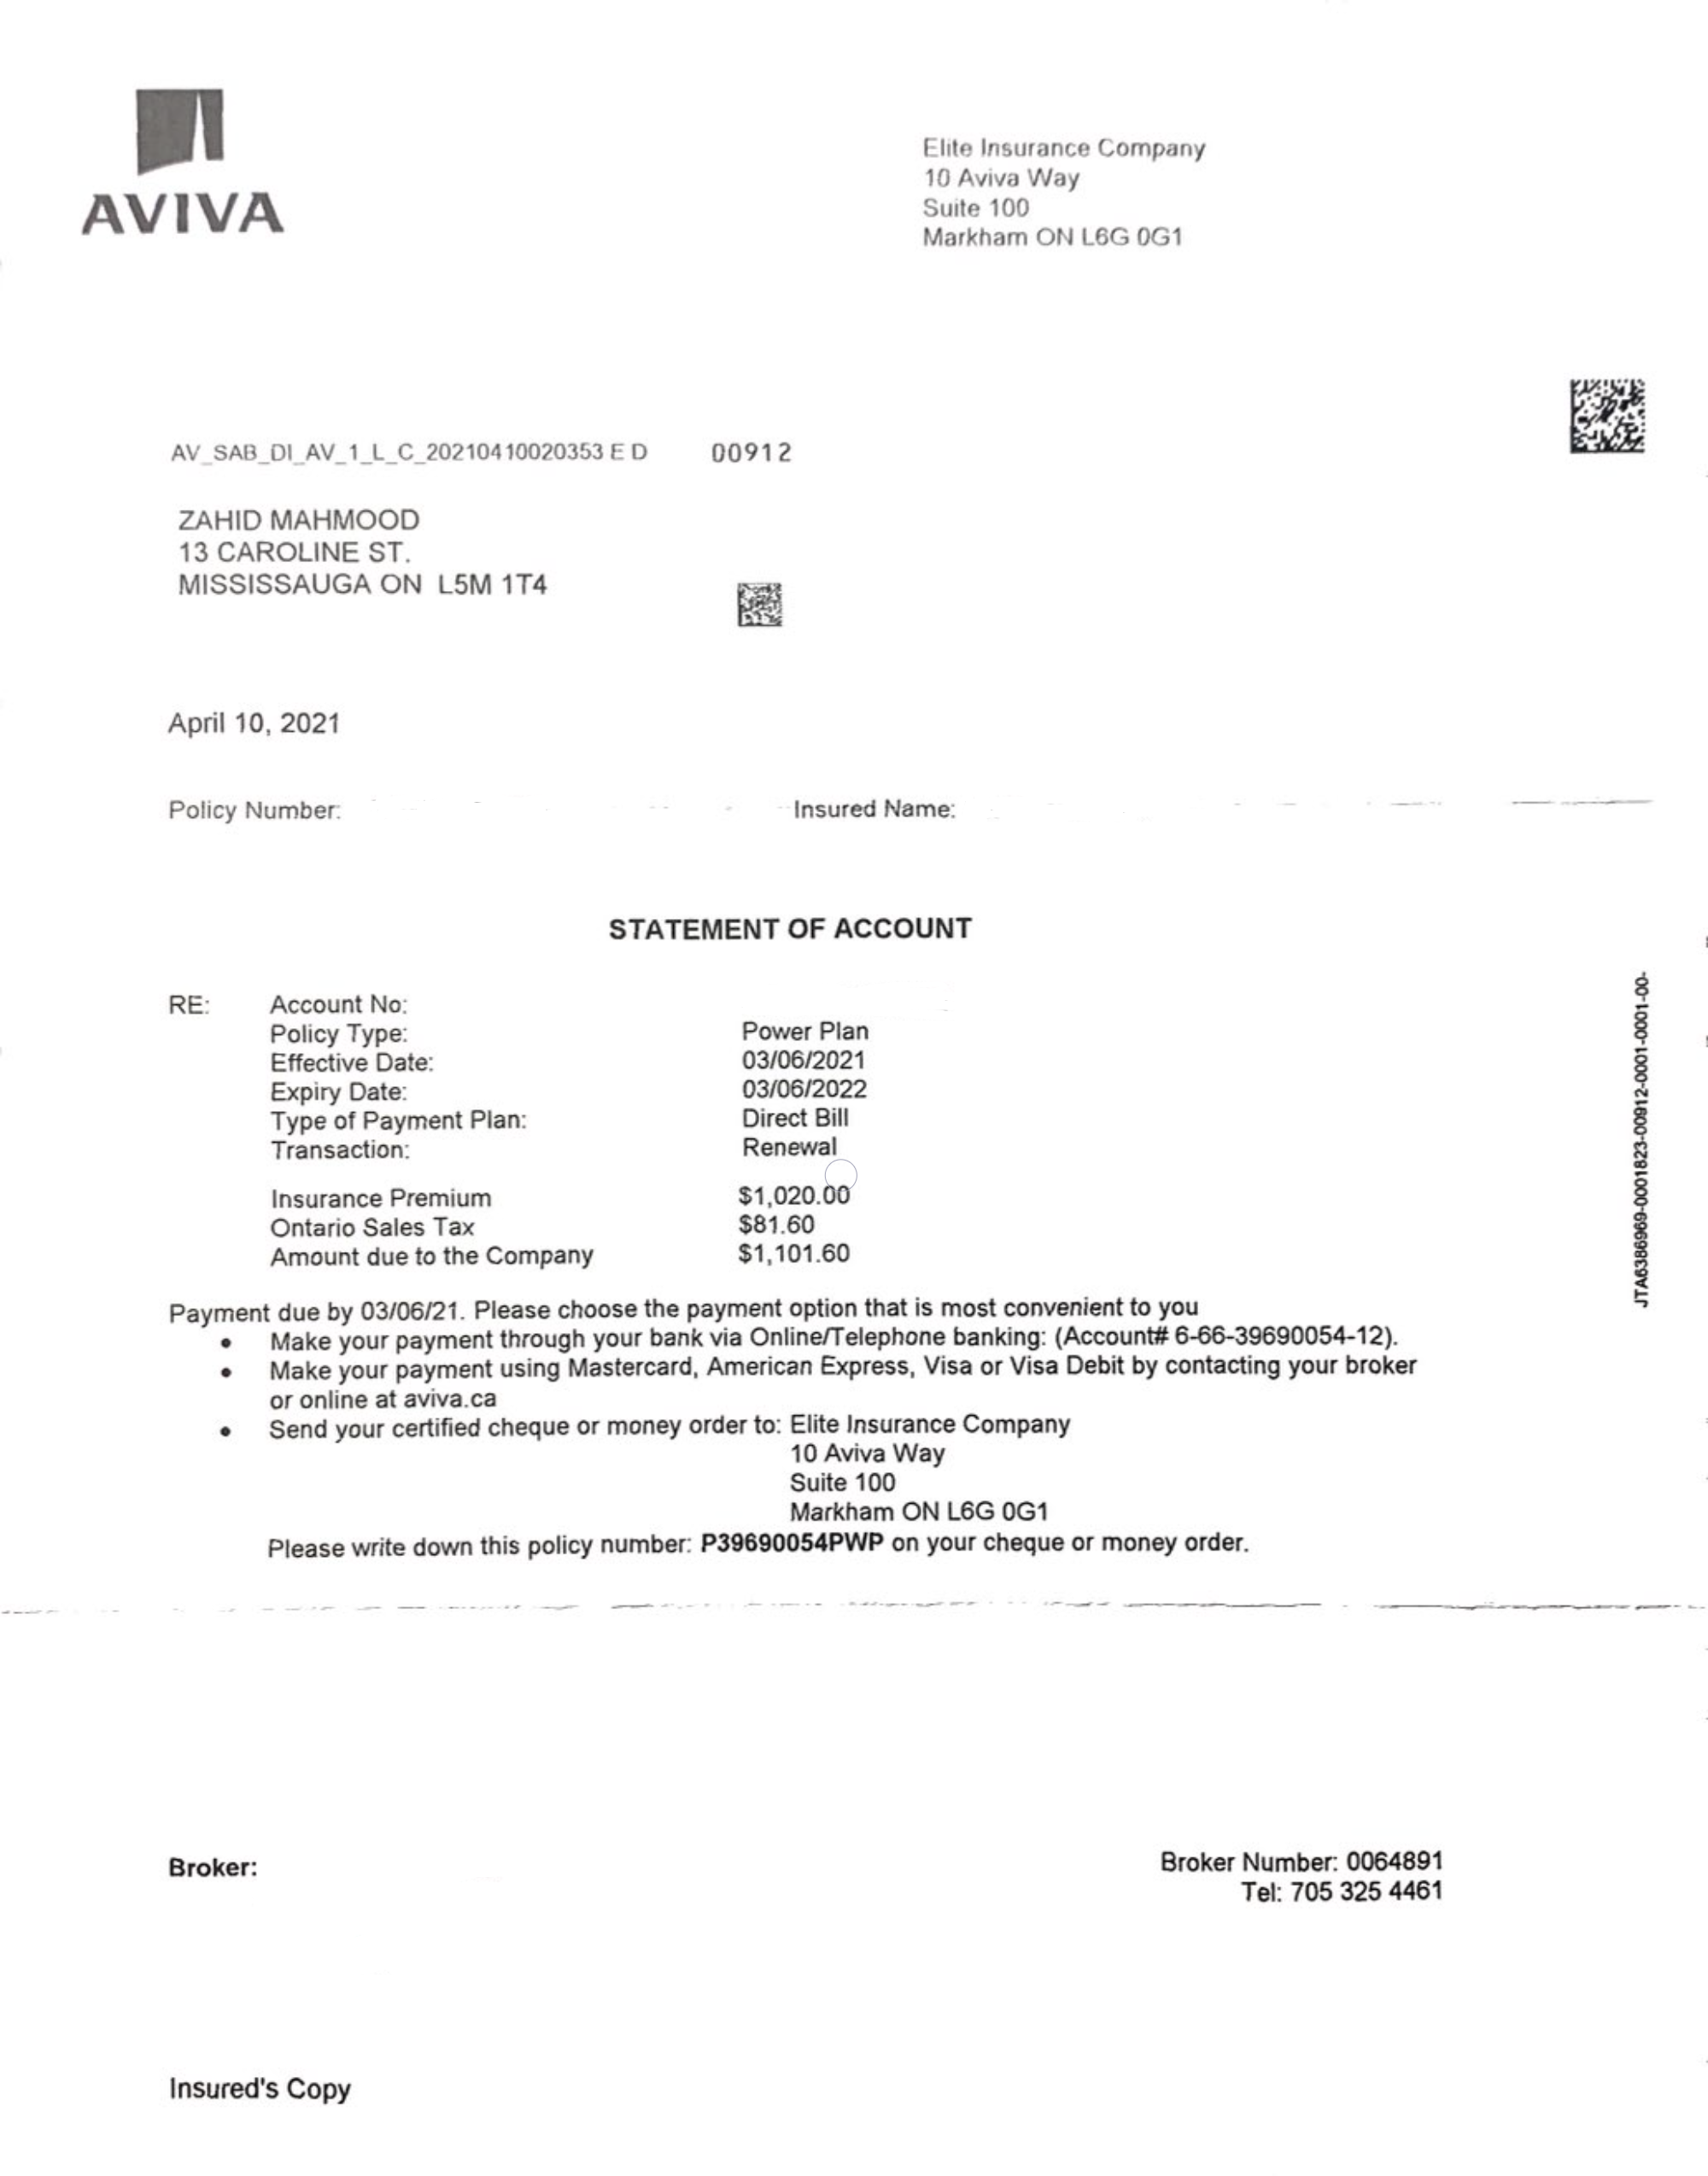 AVIVA
Elite Insurance Company
10 Aviva Way
Suite 100
Markham ON L6G 0G1
AV_SAB_DI_AV_1_L_C_20210410020353 E D 00912
ZAHID MAHMOOD
13 CAROLINE ST.
MISSISSAUGA ON L5M 1T4
April 10, 2021
Policy Number: Insured Name:
STATEMENT OF ACCOUNT
RE: Account No:
Policy Type: Power Plan
Effective Date: 03/06/2021
Expiry Date: 03/06/2022
Type of Payment Plan: Direct Bill
Transaction: Renewal
Insurance Premium $1,020.00
Ontario Sales Tax $81.60
Amount due to the Company $1,101.60
Payment due by 03/06/21. Please choose the payment option that is most convenient to you
• Make your payment through your bank via Online/Telephone banking: (Account# 6-66-39690054-12).
• Make your payment using Mastercard, American Express, Visa or Visa Debit by contacting your broker
or online at aviva.ca
• Send your certified cheque or money order to: Elite Insurance Company
10 Aviva Way
Suite 100
Markham ON L6G 0G1
Please write down this policy number: P39690054PWP on your cheque or money order.
JTA6386969-0001823-00912-0001-0001-00-
Broker:
Broker Number: 0064891
Tel: 705 325 4461
Insured's Copy